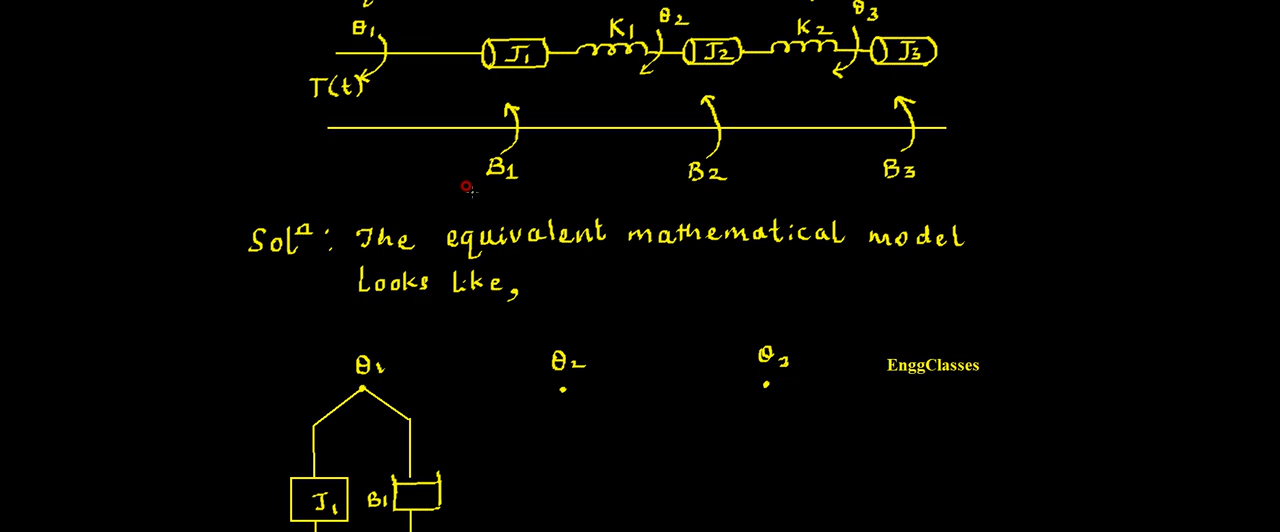 θ1 K1 θ2 K2 θ3
J1 J2 J3
T(t)
B1 B2 B3
Solⁿ: The equivalent mathematical model
Looks like,
θ1 θ2 θ3
EnggClasses
J1 B1